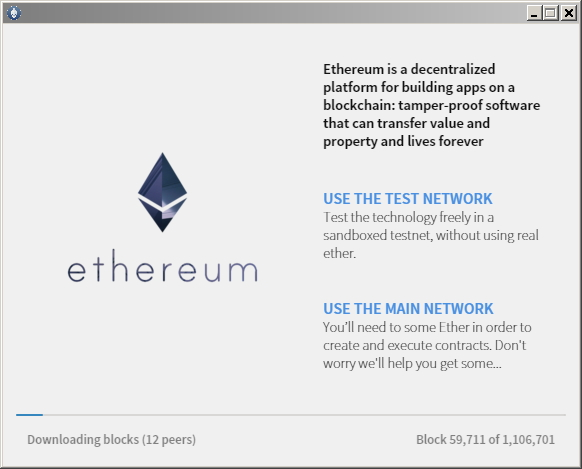 Ethereum is a decentralized
platform for building apps on a
blockchain: tamper-proof software
that can transfer value and
property and lives forever
ethereum
USE THE TEST NETWORK
Test the technology freely in a
sandboxed testnet, without using real
ether.
USE THE MAIN NETWORK
You'll need to some Ether in order to
create and execute contracts. Don't
worry we'll help you get some...
Downloading blocks (12 peers)
Block 59,711 of 1,106,701